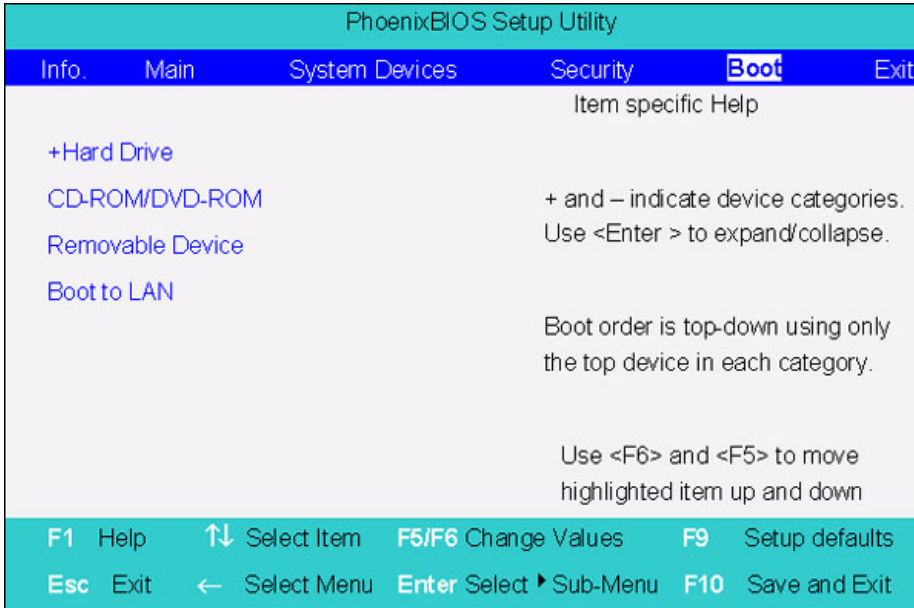 PhoenixBIOS Setup Utility
Info. Main System Devices Security Boot Exit
Item specific Help
+Hard Drive
CD-ROM/DVD-ROM
Removable Device
Boot to LAN
+ and – indicate device categories.
Use <Enter > to expand/collapse.
Boot order is top-down using only
the top device in each category.
Use <F6> and <F5> to move
highlighted item up and down
F1 Help ↑↓ Select Item F5/F6 Change Values F9 Setup defaults
Esc Exit ← Select Menu Enter Select ▸ Sub-Menu F10 Save and Exit